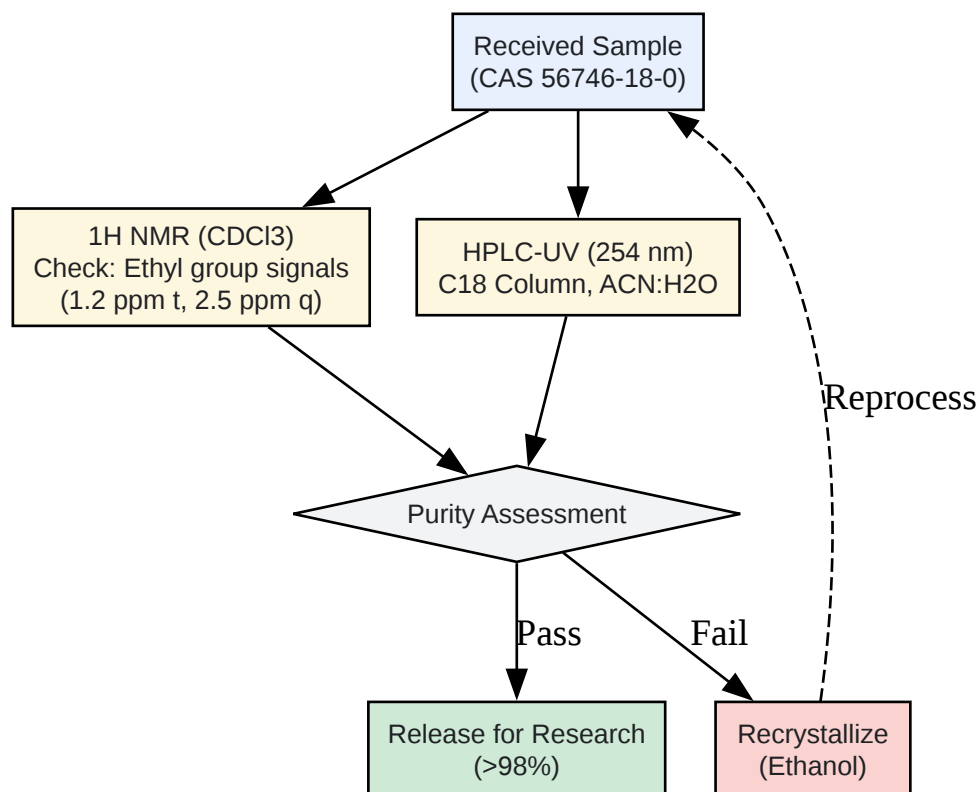 Received Sample
(CAS 56746-18-0)
1H NMR (CDCl3)
Check: Ethyl group signals
(1.2 ppm t, 2.5 ppm q)
HPLC-UV (254 nm)
C18 Column, ACN:H2O
Reprocess
Purity Assessment
Pass
Fail
Release for Research
(>98%)
Recrystallize
(Ethanol)